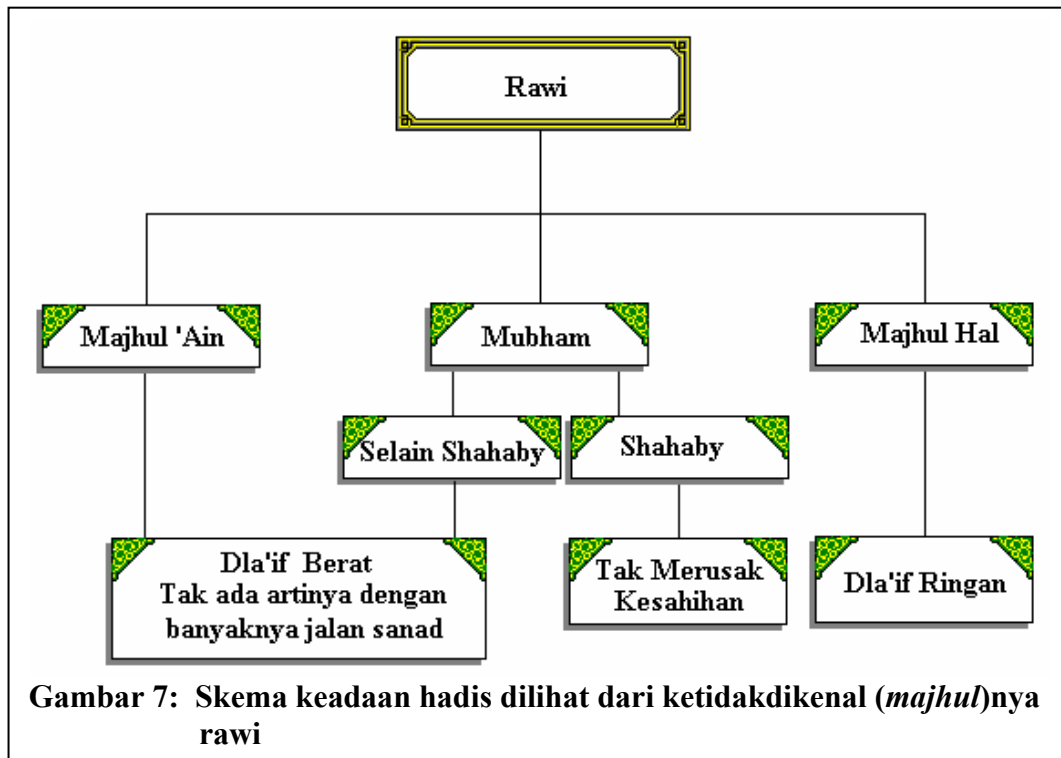 Rawi
Majhul 'Ain
Mubham
Majhul Hal
Selain Shahaby
Shahaby
Dla'if Berat
Tak ada artinya dengan
banyaknya jalan sanad
Tak Merusak
Kesahihan
Dla'if Ringan
Gambar 7: Skema keadaan hadis dilihat dari ketidakdikenal (majhul)nya
rawi